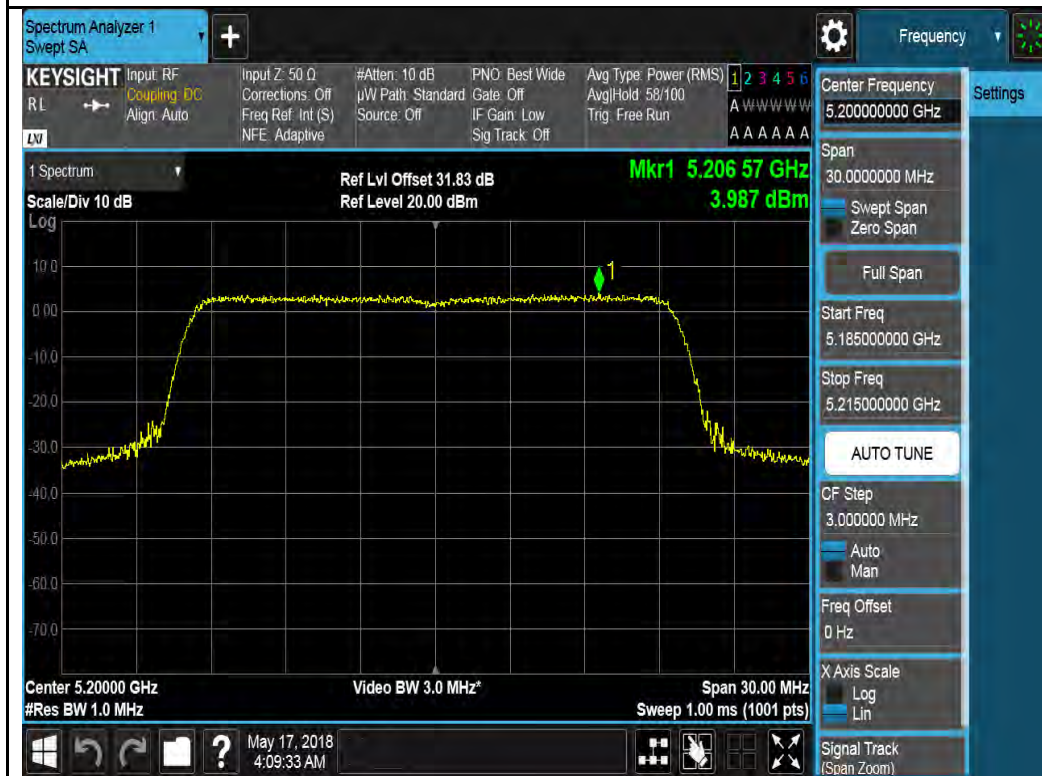 Spectrum Analyzer 1
Swept SA
+
Frequency
KEYSIGHT
RL
LXI
Input: RF
Coupling: DC
Align: Auto
Input Z: 50 Ω
Corrections: Off
Freq Ref: Int (S)
NFE: Adaptive
#Atten: 10 dB
µW Path: Standard
Source: Off
PNO: Best Wide
Gate: Off
IF Gain: Low
Sig Track: Off
Avg Type: Power (RMS)
Avg|Hold: 58/100
Trig: Free Run
1 2 3 4 5 6
A W W W W W
A A A A A A
1 Spectrum
Scale/Div 10 dB
Ref Lvl Offset 31.83 dB
Ref Level 20.00 dBm
Mkr1 5.206 57 GHz
3.987 dBm
Log
10.0
0.00
-10.0
-20.0
-30.0
-40.0
-50.0
-60.0
-70.0
1
Center 5.20000 GHz
#Res BW 1.0 MHz
Video BW 3.0 MHz*
Span 30.00 MHz
Sweep 1.00 ms (1001 pts)
?
May 17, 2018
4:09:33 AM
Center Frequency
5.200000000 GHz
Span
30.0000000 MHz
Swept Span
Zero Span
Full Span
Start Freq
5.185000000 GHz
Stop Freq
5.215000000 GHz
AUTO TUNE
CF Step
3.000000 MHz
Auto
Man
Freq Offset
0 Hz
X Axis Scale
Log
Lin
Signal Track
(Span Zoom)
Settings